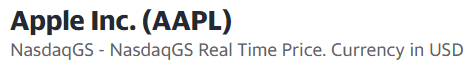 Apple Inc. (AAPL)
NasdaqGS - NasdaqGS Real Time Price. Currency in USD